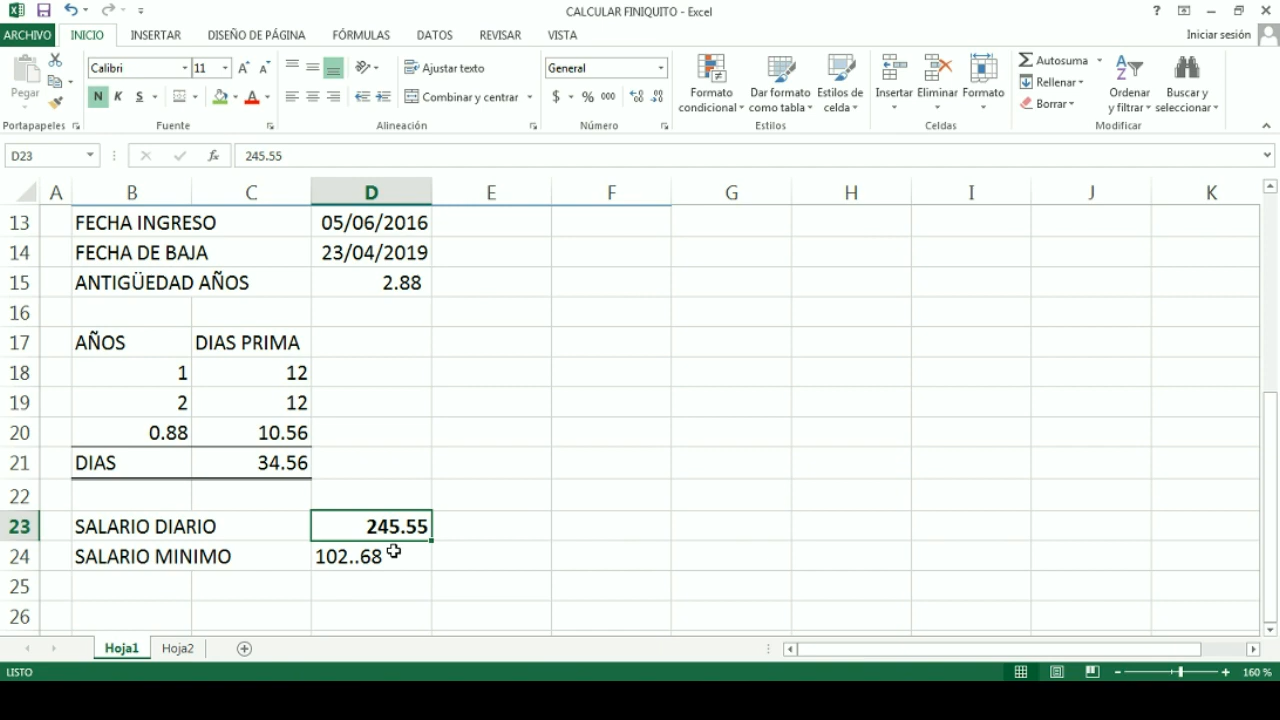 CALCULAR FINIQUITO - Excel
ARCHIVO INICIO INSERTAR DISEÑO DE PÁGINA FÓRMULAS DATOS REVISAR VISTA Iniciar sesión
Pegar
Calibri 11
N K S
Ajustar texto
Combinar y centrar
General
$ % 000
Formato condicional
Dar formato como tabla
Estilos de celda
Insertar Eliminar Formato
Autosuma
Rellenar
Borrar
Ordenar y filtrar
Buscar y seleccionar
Portapapeles Fuente Alineación Número Estilos Celdas Modificar
D23 fx 245.55
A B C D E F G H I J K
13 FECHA INGRESO 05/06/2016
14 FECHA DE BAJA 23/04/2019
15 ANTIGÜEDAD AÑOS 2.88
16
17 AÑOS DIAS PRIMA
18 1 12
19 2 12
20 0.88 10.56
21 DIAS 34.56
22
23 SALARIO DIARIO 245.55
24 SALARIO MINIMO 102..68
25
26
Hoja1 Hoja2
LISTO 160 %